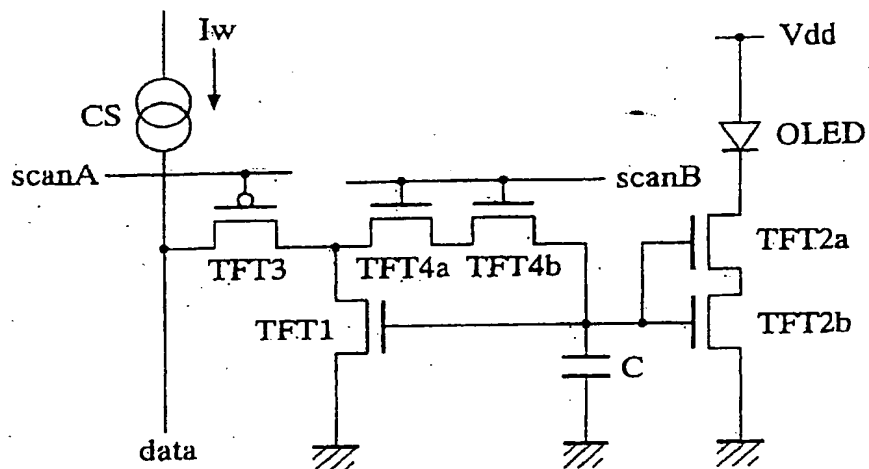 Iw
Vdd
CS
OLED
scanA
scanB
TFT3
TFT4a
TFT4b
TFT2a
TFT1
TFT2b
C
data